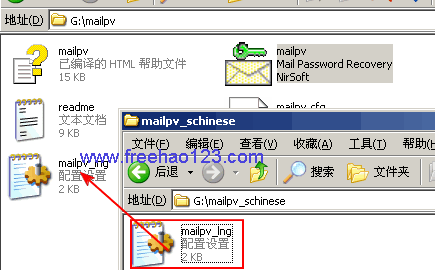 地址(D) G:\mailpv
mailpv
已编译的 HTML 帮助文件
15 KB
mailpv
Mail Password Recovery
NirSoft
readme
文本文档
9 KB
mailpv_cfg
mailpv_lng
配置设置
2 KB
www.freehao123.com
mailpv_schinese
文件(F) 编辑(E) 查看(V) 收藏(A) 工具(T) 帮助(H)
后退 搜索 文件夹
地址(D) G:\mailpv_schinese
mailpv_lng
配置设置
2 KB